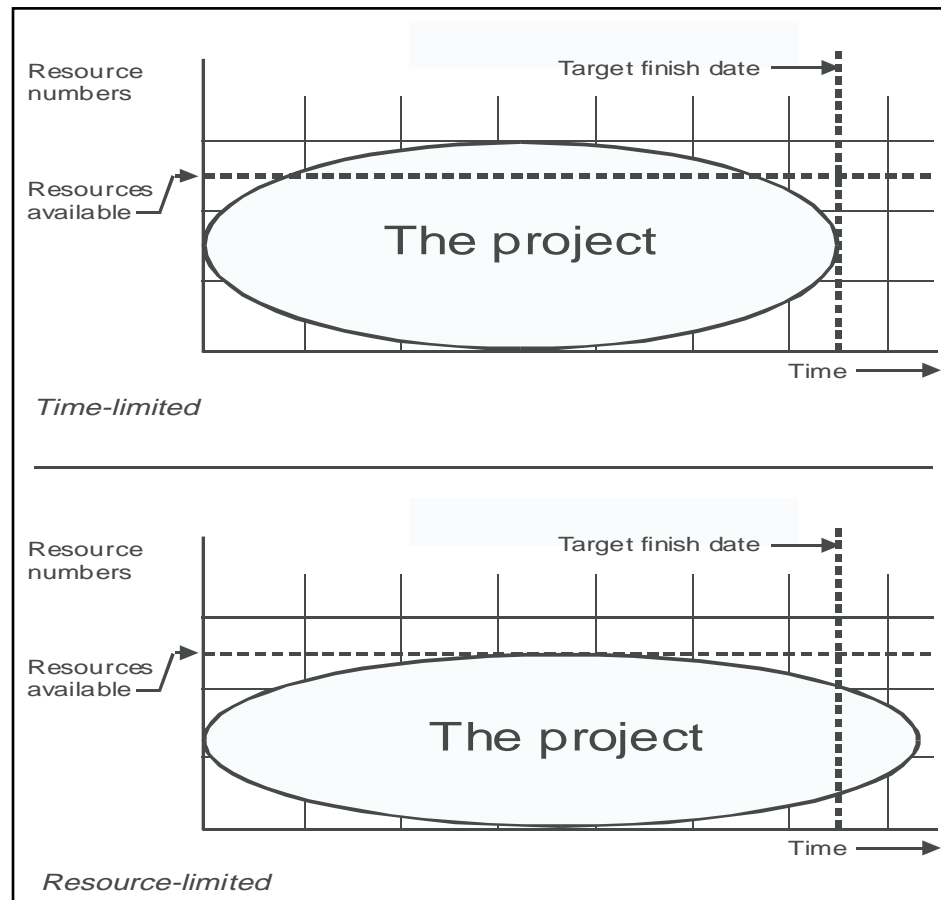 Resource
numbers
Target finish date
Resources
available
The project
Time
Time-limited
Resource
numbers
Target finish date
Resources
available
The project
Time
Resource-limited